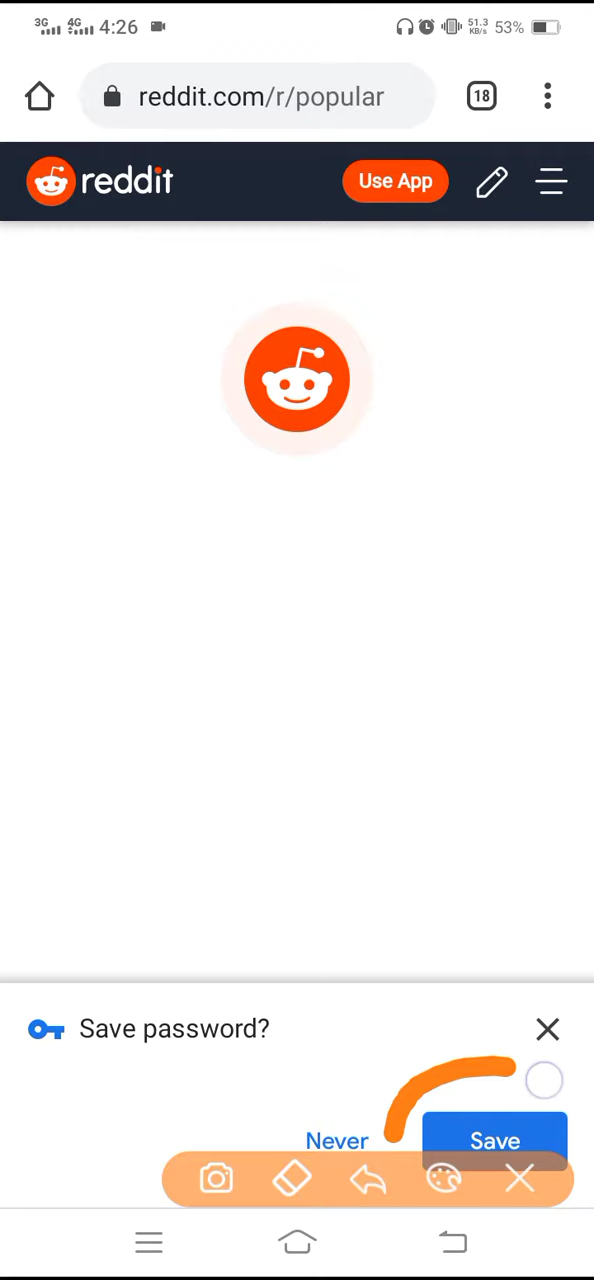 3G 4G 4:26 51.3 KB/s 53%
reddit.com/r/popular 18
reddit Use App
Save password?
Never Save